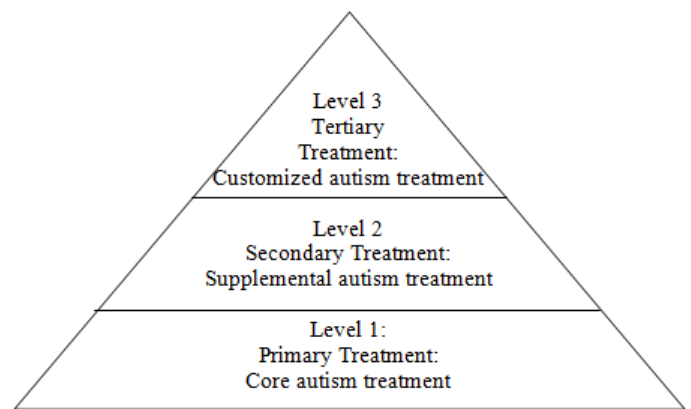 Level 3
Tertiary
Treatment:
Customized autism treatment
Level 2
Secondary Treatment:
Supplemental autism treatment
Level 1:
Primary Treatment:
Core autism treatment